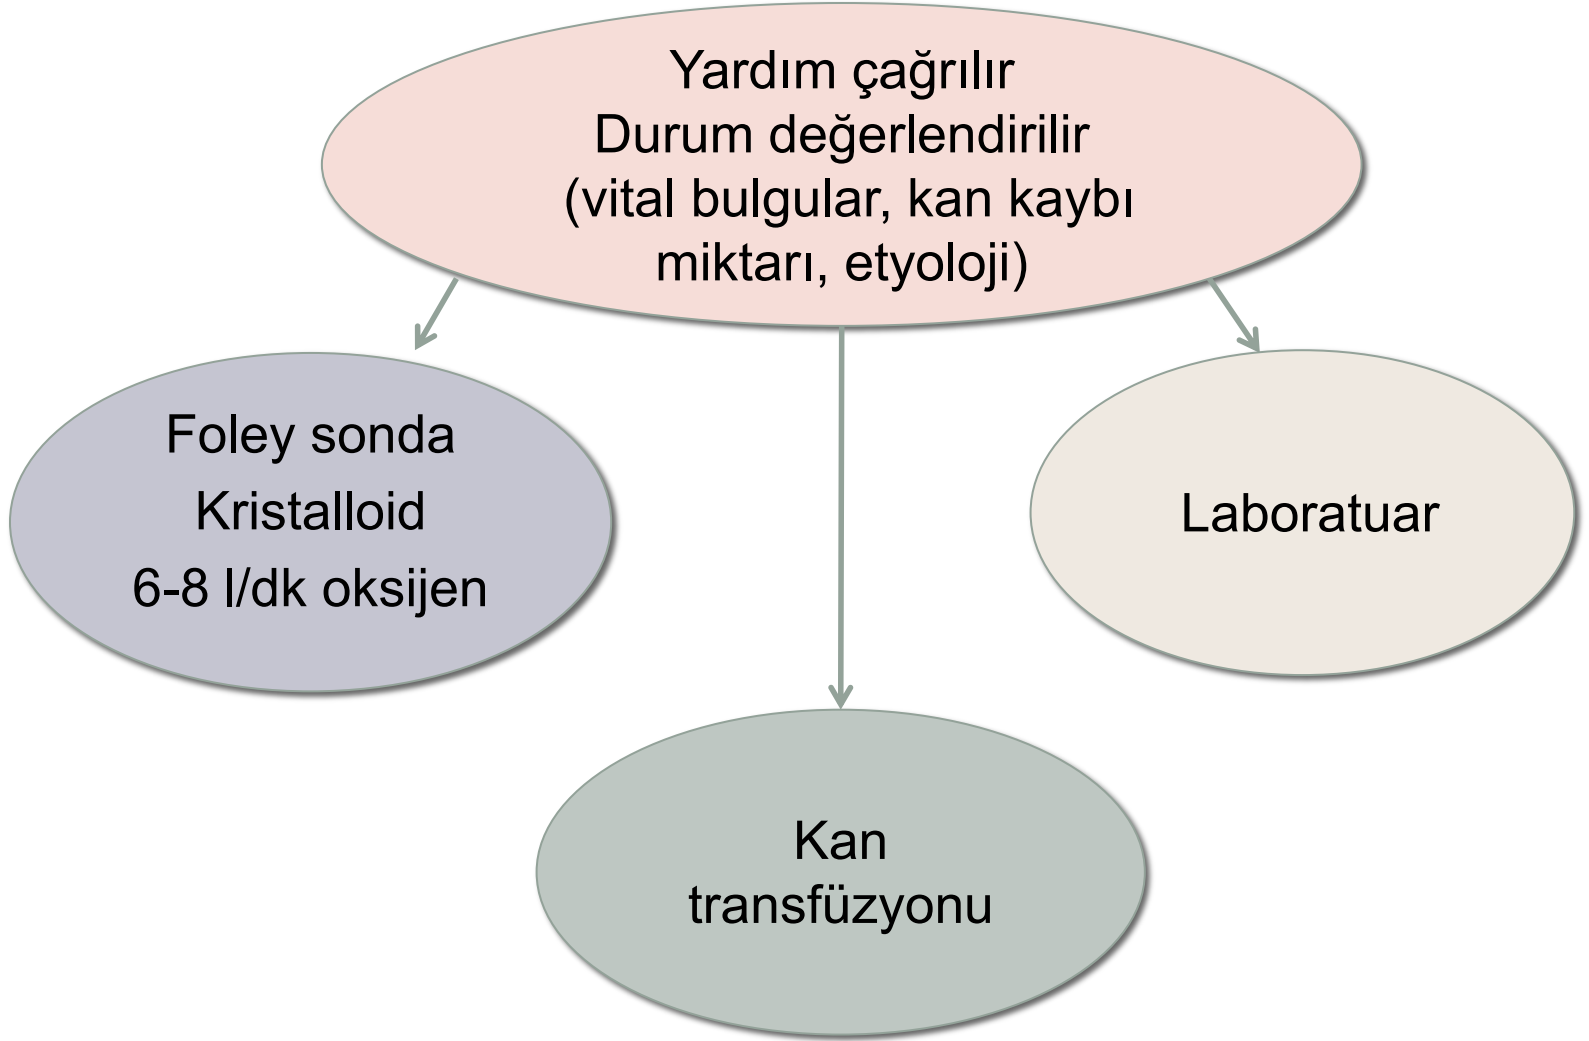 Yardım çağrılır
Durum değerlendirilir
(vital bulgular, kan kaybı
miktarı, etyoloji)
Foley sonda
Kristalloid
6-8 l/dk oksijen
Laboratuar
Kan
transfüzyonu